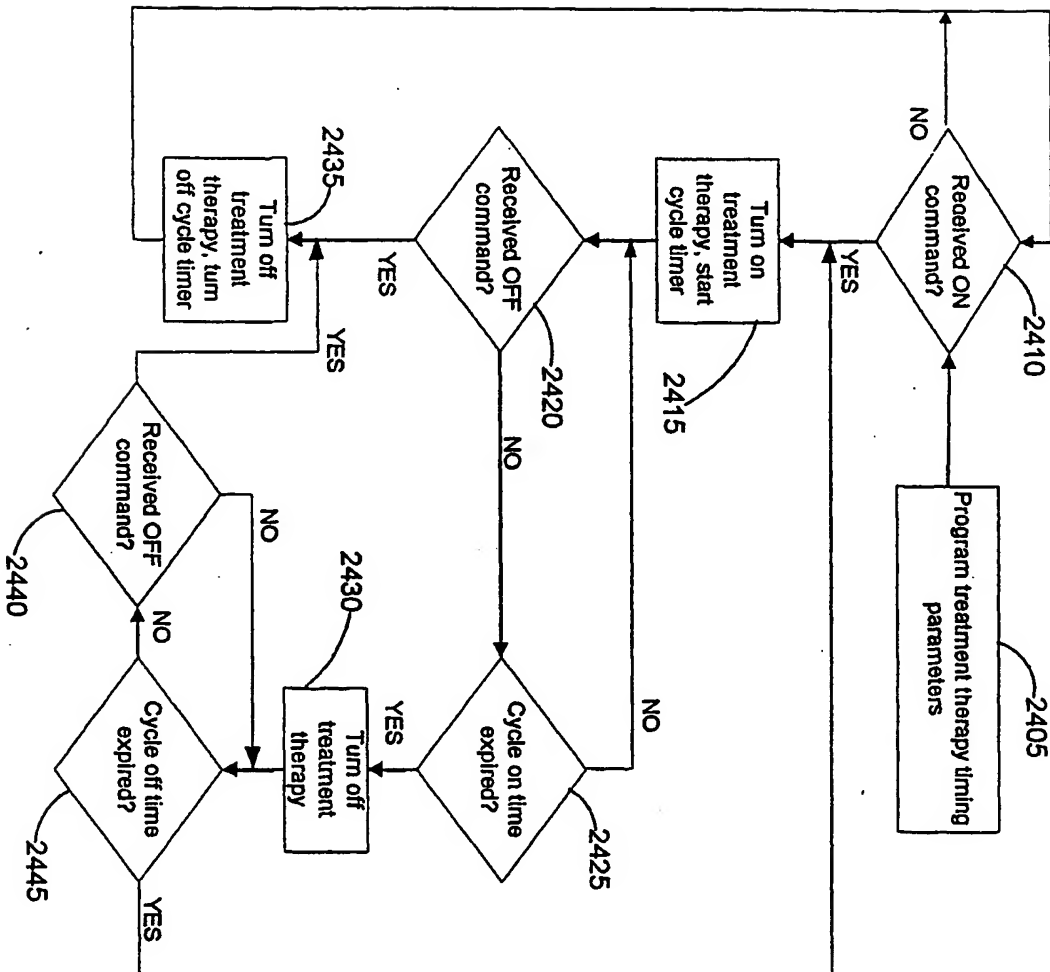 Program treatment therapy timing
parameters
2405
Received ON
command?
2410
NO
YES
Turn on
treatment
therapy, start
cycle timer
2415
Received OFF
command?
2420
NO
YES
Cycle on time
expired?
2425
NO
YES
Turn off
treatment
therapy
2430
Turn off
treatment
therapy, turn
off cycle timer
2435
YES
Received OFF
command?
2440
NO
NO
Cycle off time
expired?
2445
YES